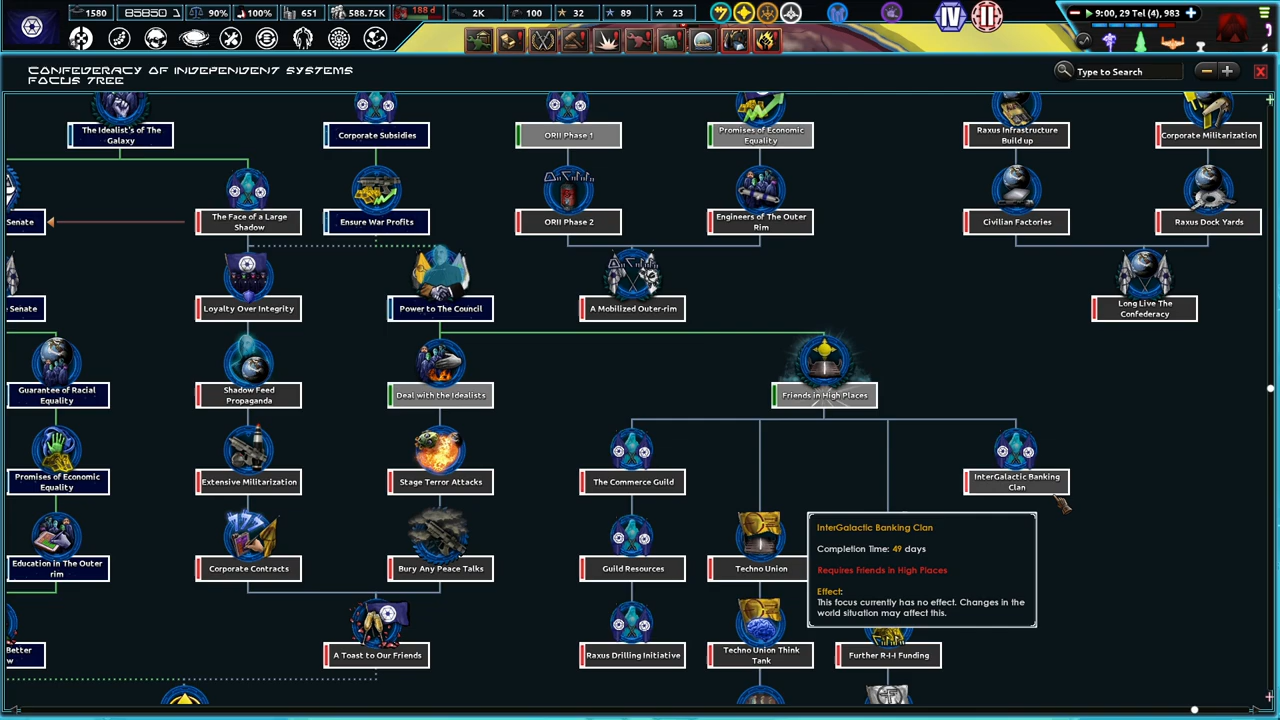 1580
85850
90%
100%
651
588.75K
188 d
2K
100
32
89
23
IV
II
9:00, 29 Tel (4), 983
CONFEDERACY OF INDEPENDENT SYSTEMS
FOCUS TREE
Type to Search
The Idealist's of The
Galaxy
Corporate Subsidies
ORII Phase 1
Promises of Economic
Equality
Raxus Infrastructure
Build up
Corporate Militarization
Senate
The Face of a Large
Shadow
Ensure War Profits
ORII Phase 2
Engineers of The Outer
Rim
Civilian Factories
Raxus Dock Yards
Senate
Loyalty Over Integrity
Power to The Council
A Mobilized Outer-rim
Long Live The
Confederacy
Guarantee of Racial
Equality
Shadow Feed
Propaganda
Deal with the Idealists
Friends in High Places
Promises of Economic
Equality
Extensive Militarization
Stage Terror Attacks
The Commerce Guild
InterGalactic Banking
Clan
Education in The Outer
rim
Corporate Contracts
Bury Any Peace Talks
Guild Resources
Techno Union
InterGalactic Banking Clan
Completion Time: 49 days
Requires Friends in High Places
Effect:
This focus currently has no effect. Changes in the
world situation may affect this.
Better
w
A Toast to Our Friends
Raxus Drilling Initiative
Techno Union Think
Tank
Further R-I-I Funding